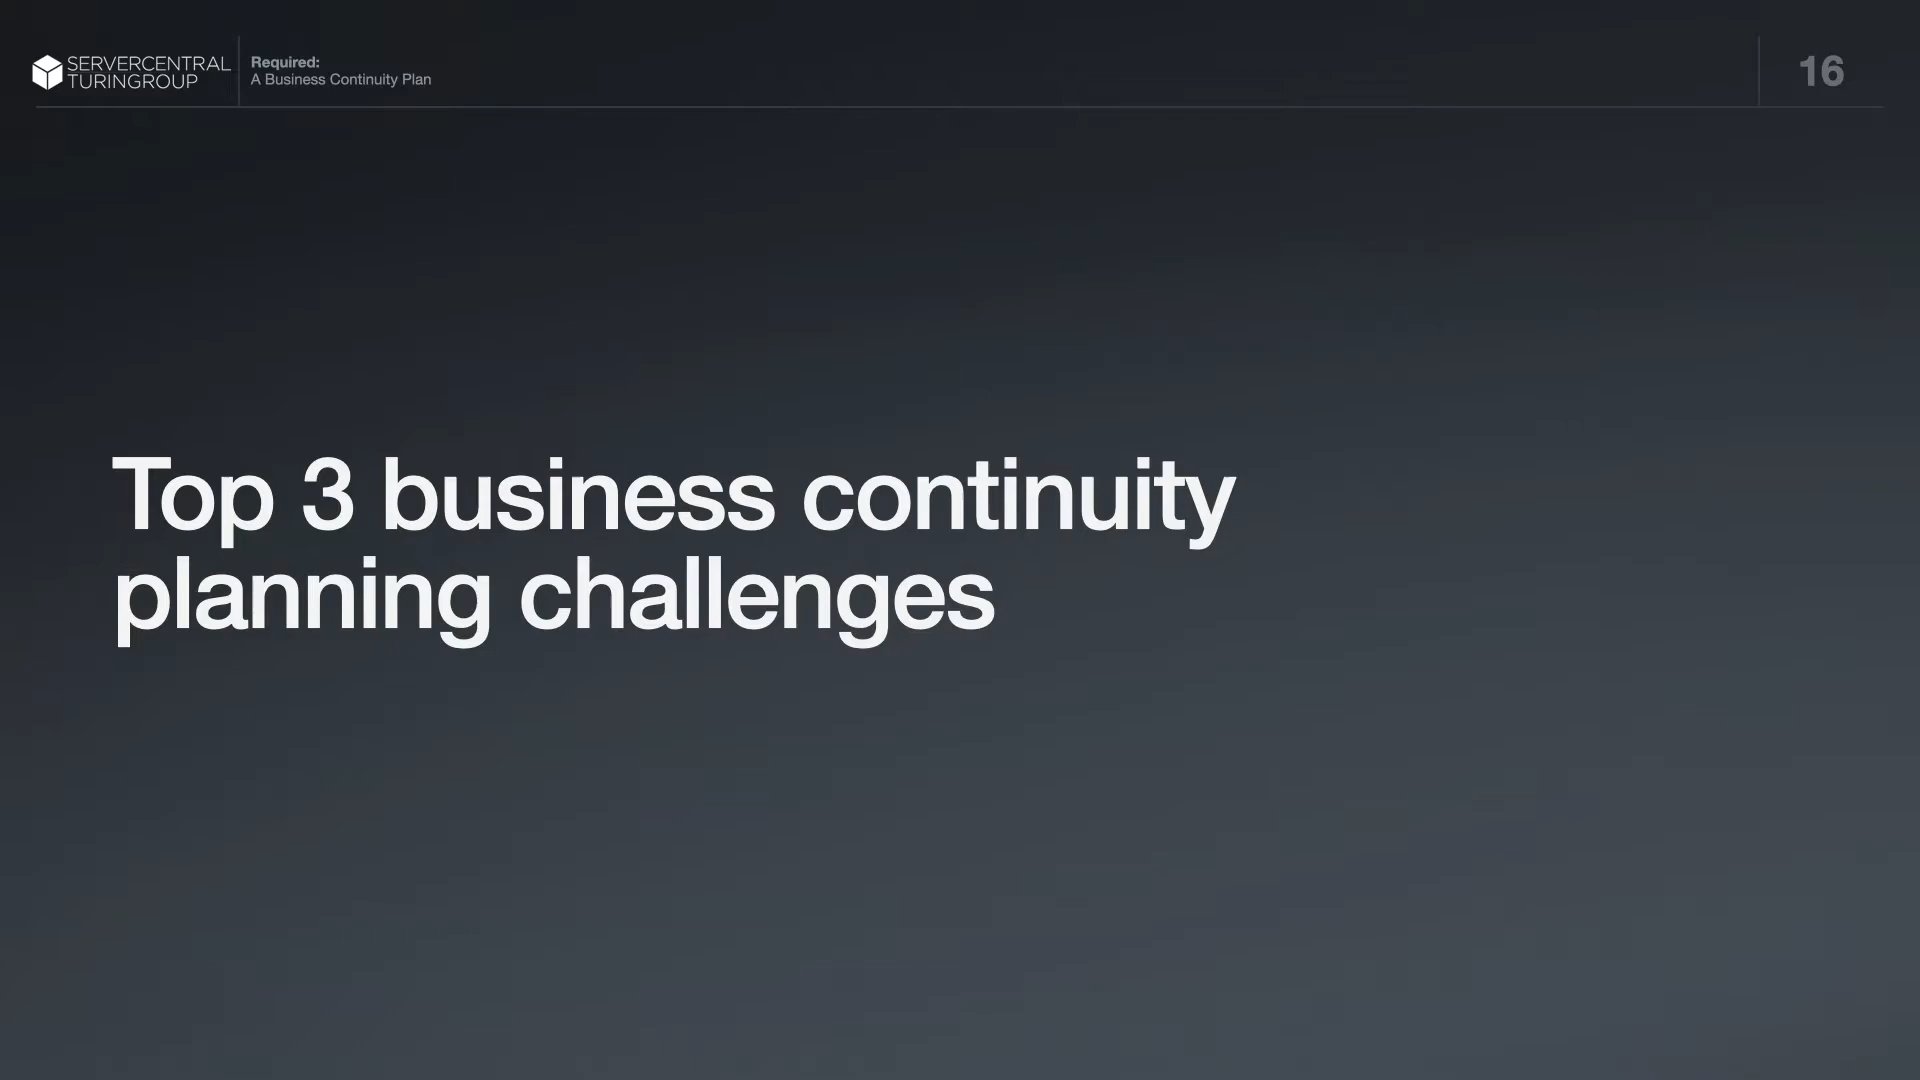 SERVERCENTRAL
TURINGROUP
Required:
A Business Continuity Plan
16
Top 3 business continuity
planning challenges